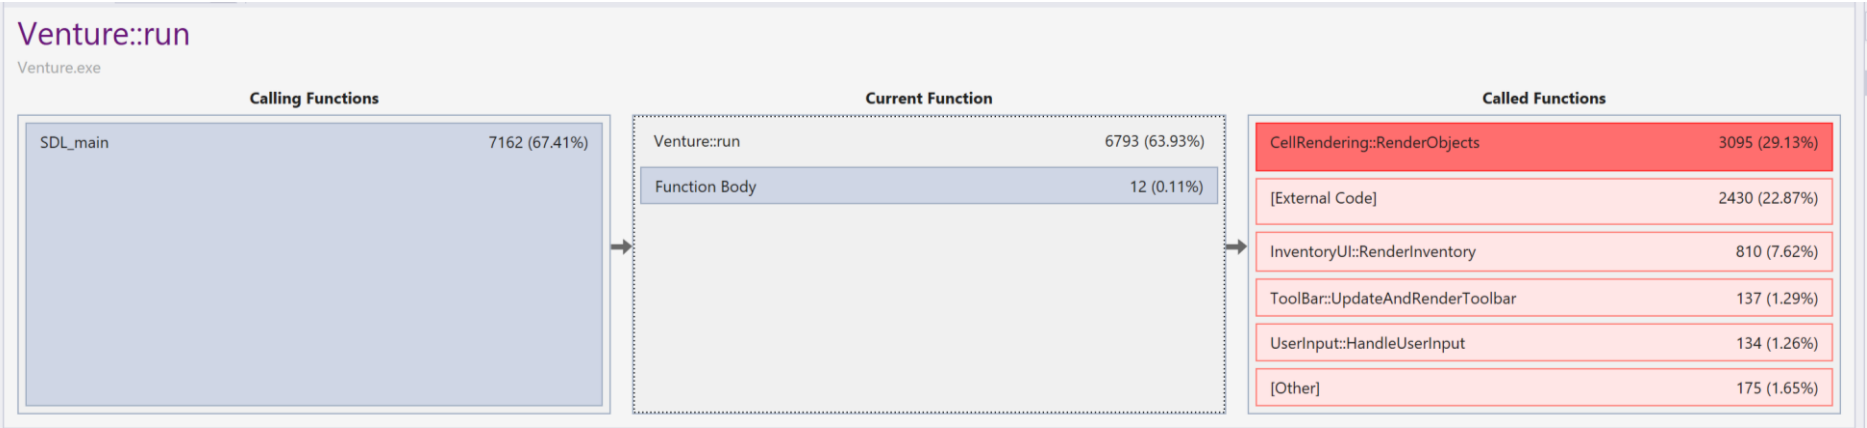 Venture::run
Venture.exe
Calling Functions
Current Function
Called Functions
SDL_main 7162 (67.41%)
Venture::run 6793 (63.93%)
Function Body 12 (0.11%)
CellRendering::RenderObjects 3095 (29.13%)
[External Code] 2430 (22.87%)
InventoryUI::RenderInventory 810 (7.62%)
ToolBar::UpdateAndRenderToolbar 137 (1.29%)
UserInput::HandleUserInput 134 (1.26%)
[Other] 175 (1.65%)